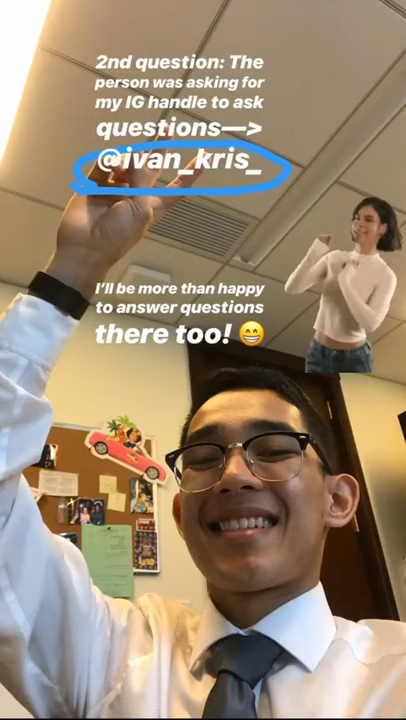 2nd question: The
person was asking for
my IG handle to ask
questions—>
@ivan_kris_
I'll be more than happy
to answer questions
there too! 😁